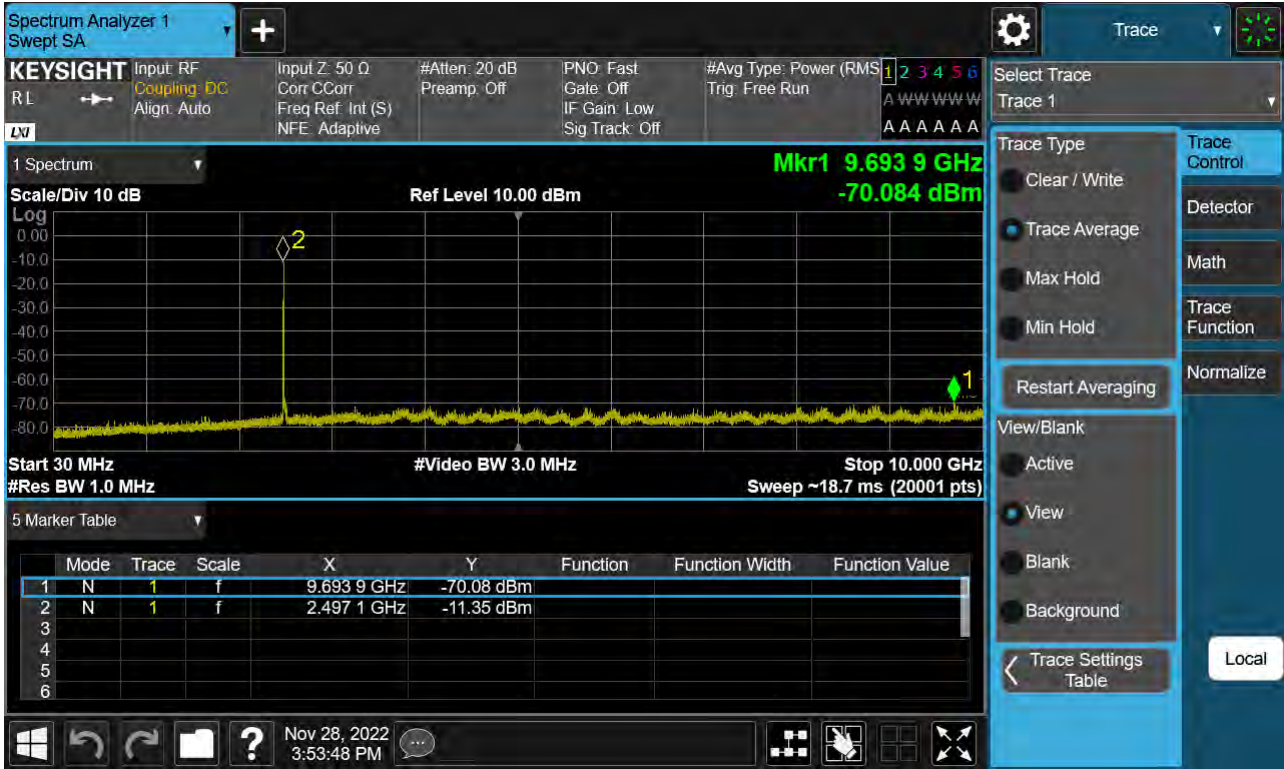 Spectrum Analyzer 1
Swept SA
Trace
KEYSIGHT
RL
LXI
Input: RF
Coupling: DC
Align: Auto
Input Z: 50 Ω
Corr CCorr
Freq Ref: Int (S)
NFE: Adaptive
#Atten: 20 dB
Preamp: Off
PNO: Fast
Gate: Off
IF Gain: Low
Sig Track: Off
#Avg Type: Power (RMS
Trig: Free Run
1 2 3 4 5 6
A W W W W W
A A A A A A
Select Trace
Trace 1
1 Spectrum
Mkr1 9.693 9 GHz
Scale/Div 10 dB
Ref Level 10.00 dBm
-70.084 dBm
Log
0.00
-10.0
-20.0
-30.0
-40.0
-50.0
-60.0
-70.0
-80.0
2
1
Start 30 MHz
#Video BW 3.0 MHz
Stop 10.000 GHz
#Res BW 1.0 MHz
Sweep ~18.7 ms (20001 pts)
5 Marker Table
Mode Trace Scale X Y Function Function Width Function Value
1 N 1 f 9.693 9 GHz -70.08 dBm
2 N 1 f 2.497 1 GHz -11.35 dBm
3
4
5
6
Trace Type
Clear / Write
Trace Average
Max Hold
Min Hold
Restart Averaging
View/Blank
Active
View
Blank
Background
Trace Settings
Table
Trace
Control
Detector
Math
Trace
Function
Normalize
Local
?
Nov 28, 2022
3:53:48 PM